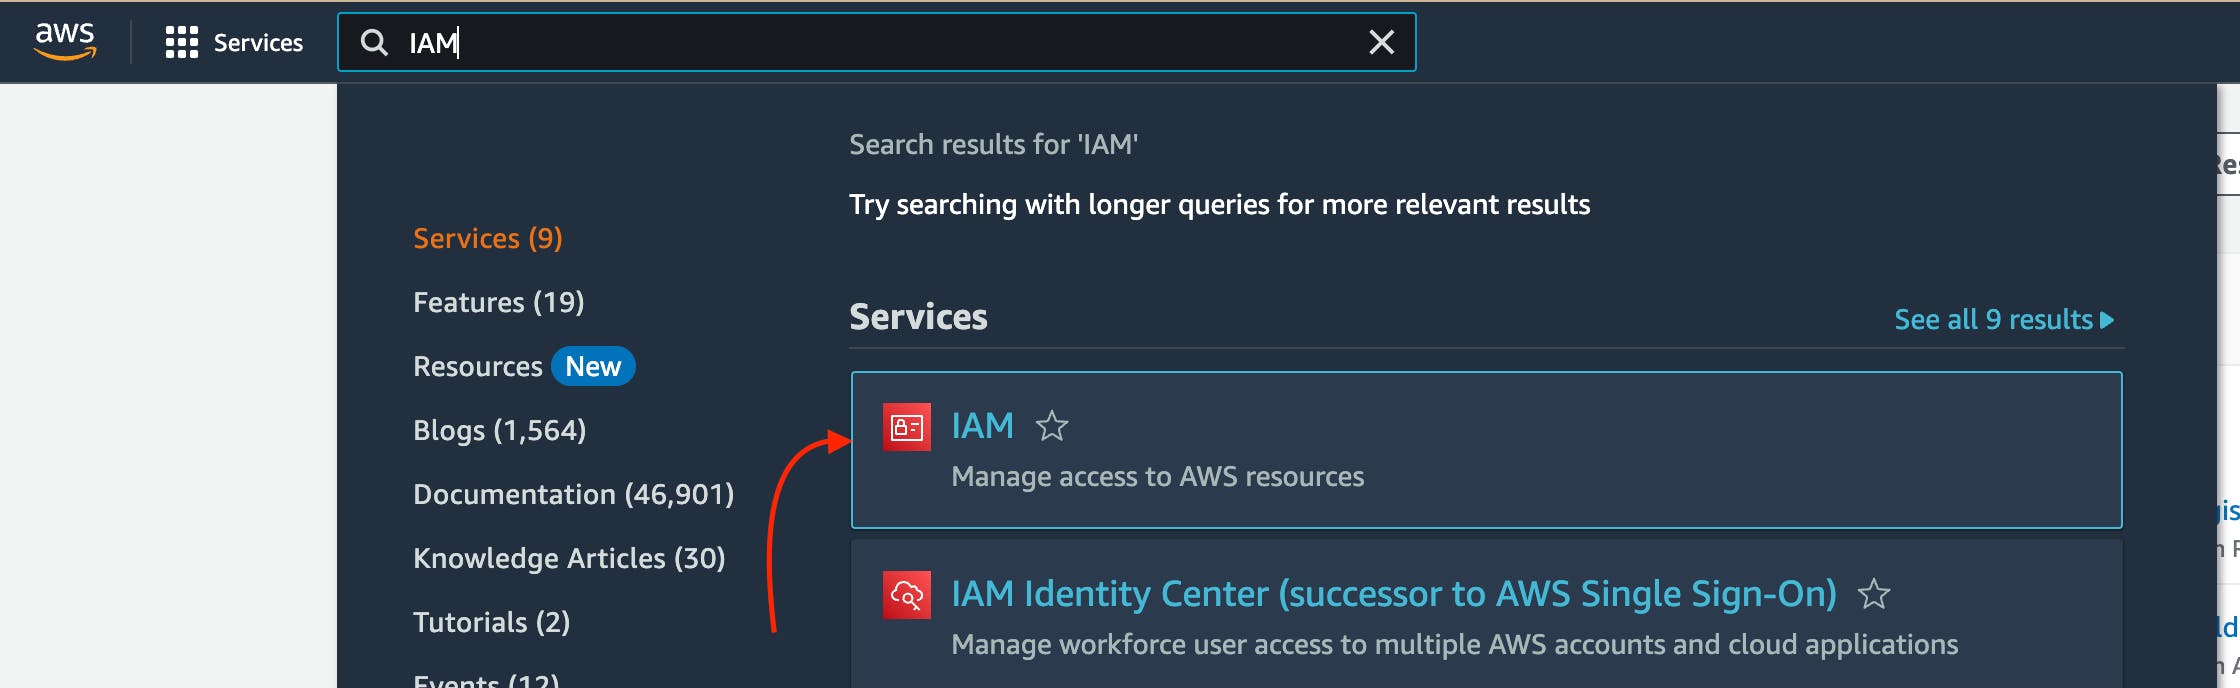 aws
Services
IAM
Search results for 'IAM'
Try searching with longer queries for more relevant results
Services (9)
Features (19)
Resources New
Blogs (1,564)
Documentation (46,901)
Knowledge Articles (30)
Tutorials (2)
Events (12)
Services
See all 9 results
IAM
Manage access to AWS resources
IAM Identity Center (successor to AWS Single Sign-On)
Manage workforce user access to multiple AWS accounts and cloud applications